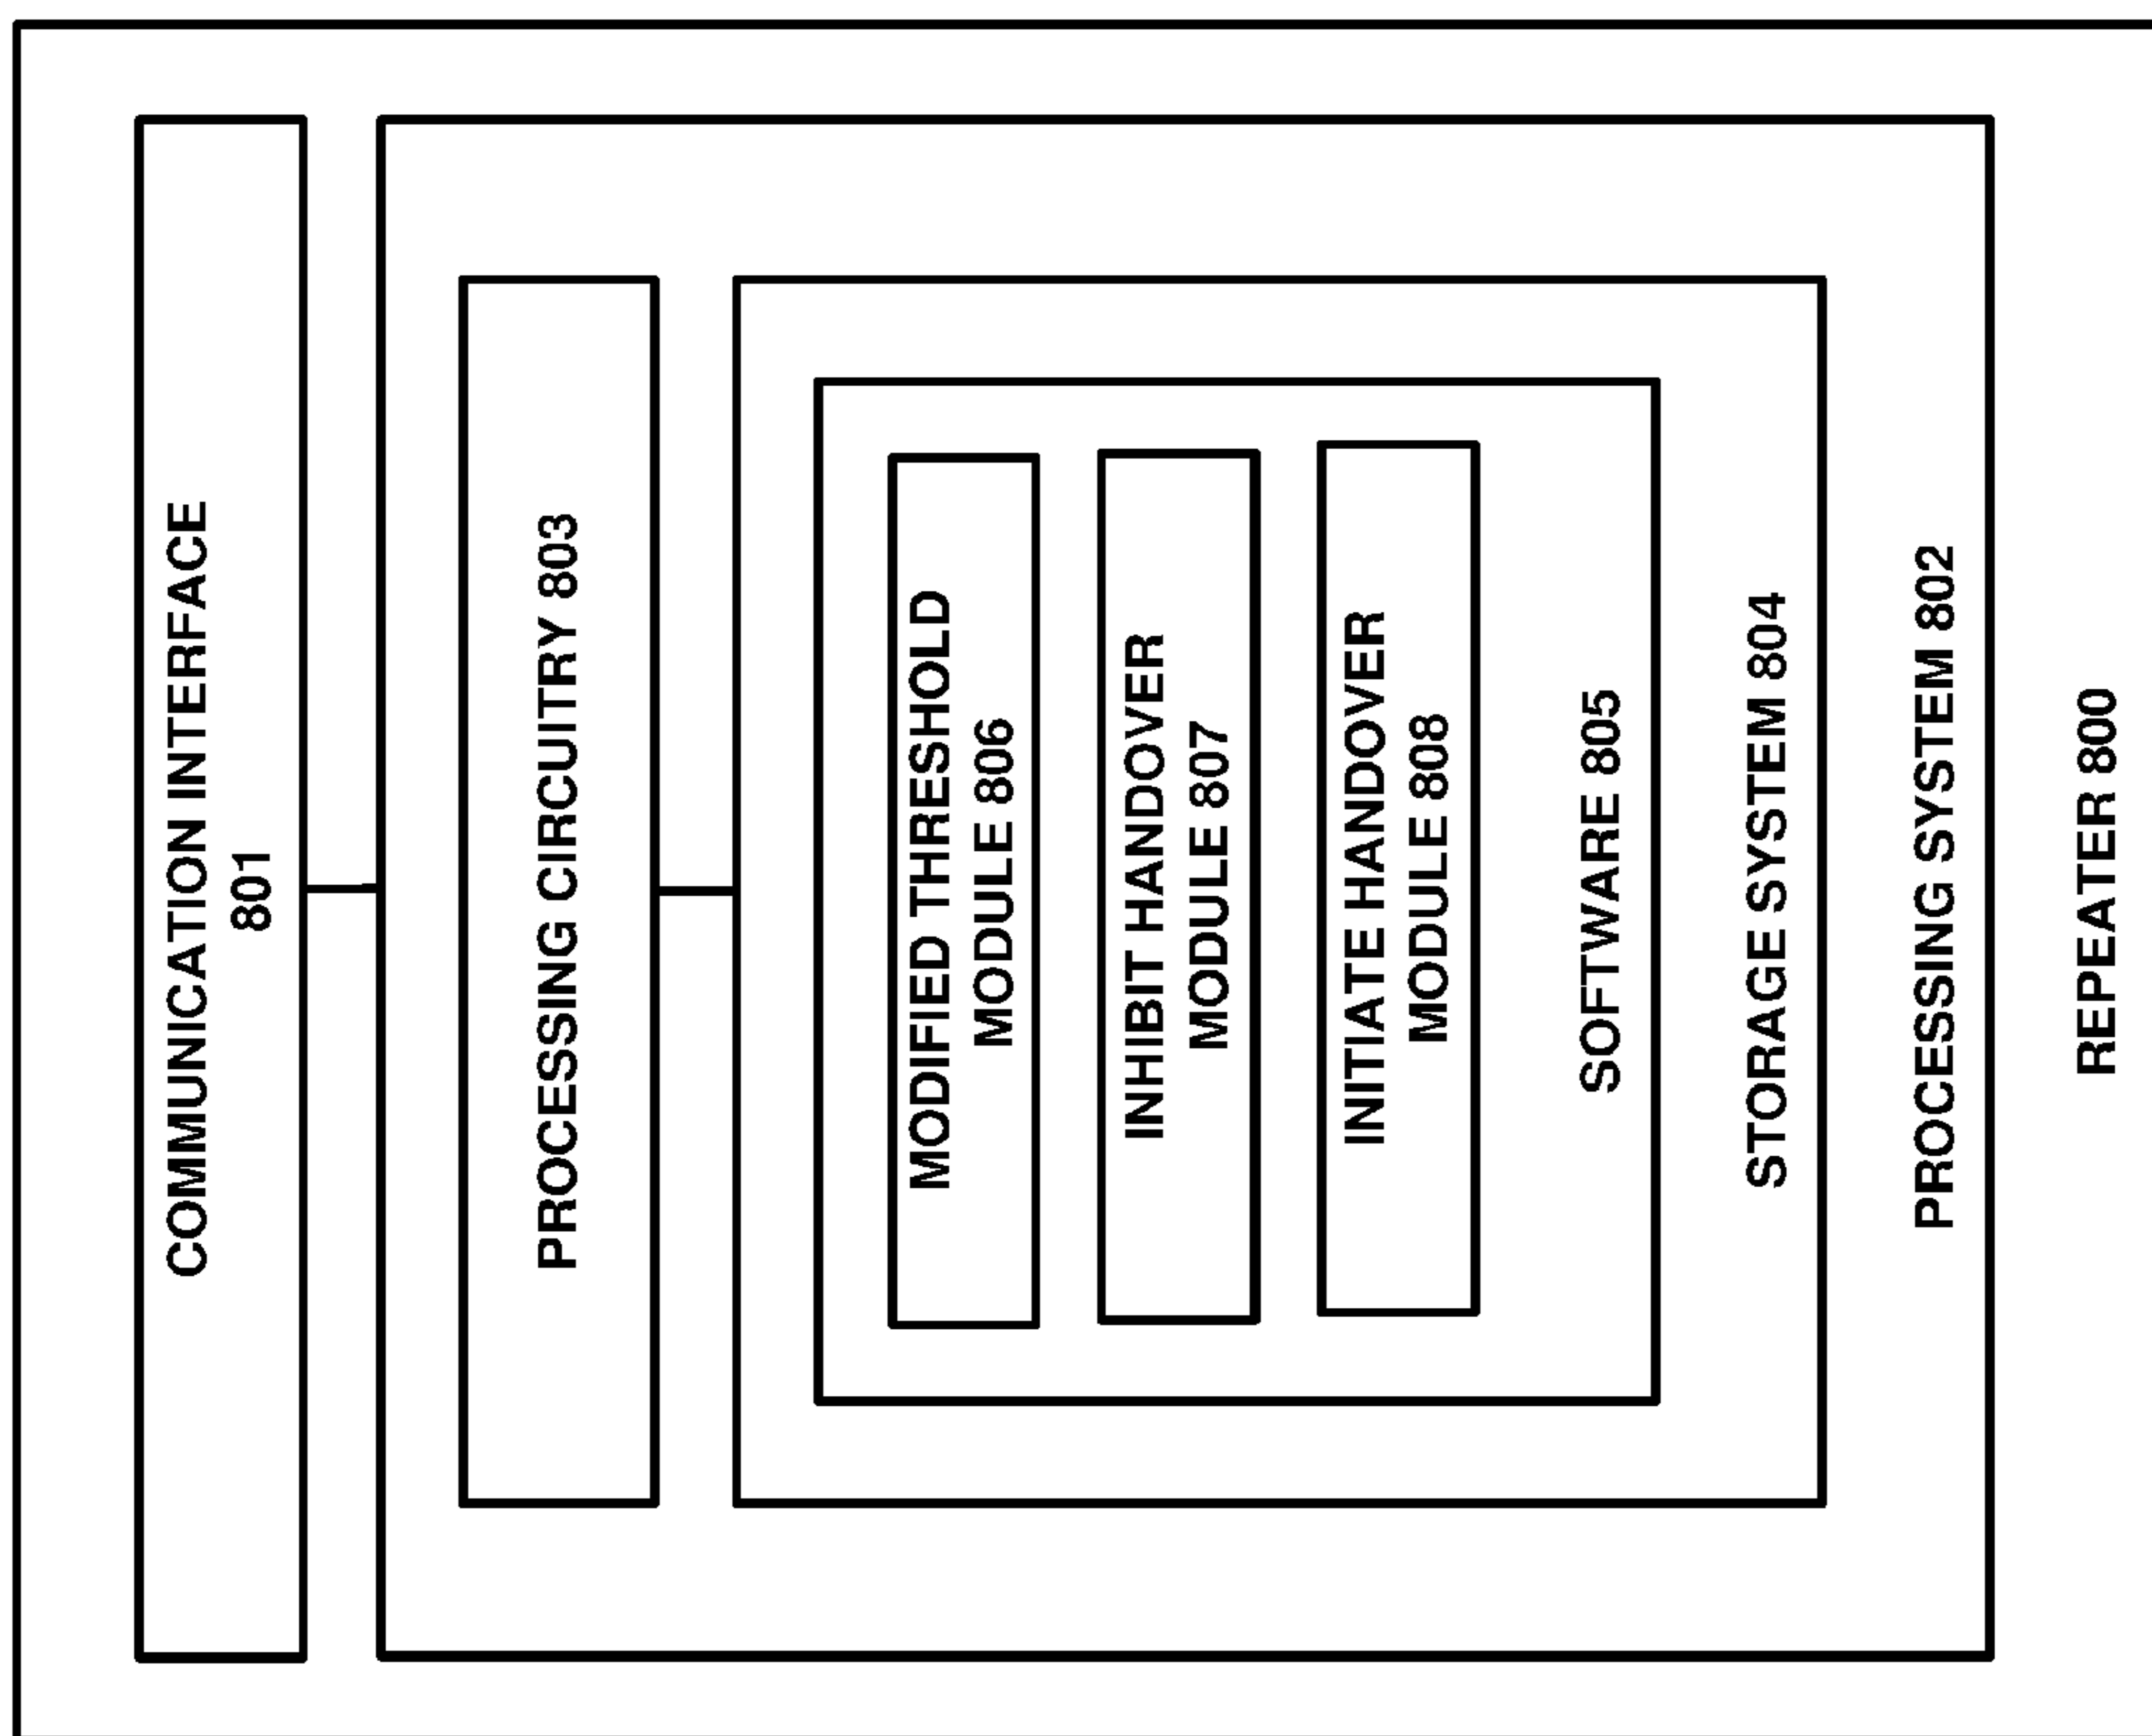 COMMUNICATION INTERFACE
801
PROCESSING CIRCUITRY 803
MODIFIED THRESHOLD
MODULE 806
INHIBIT HANDOVER
MODULE 807
INITIATE HANDOVER
MODULE 808
SOFTWARE 805
STORAGE SYSTEM 804
PROCESSING SYSTEM 802
REPEATER 800